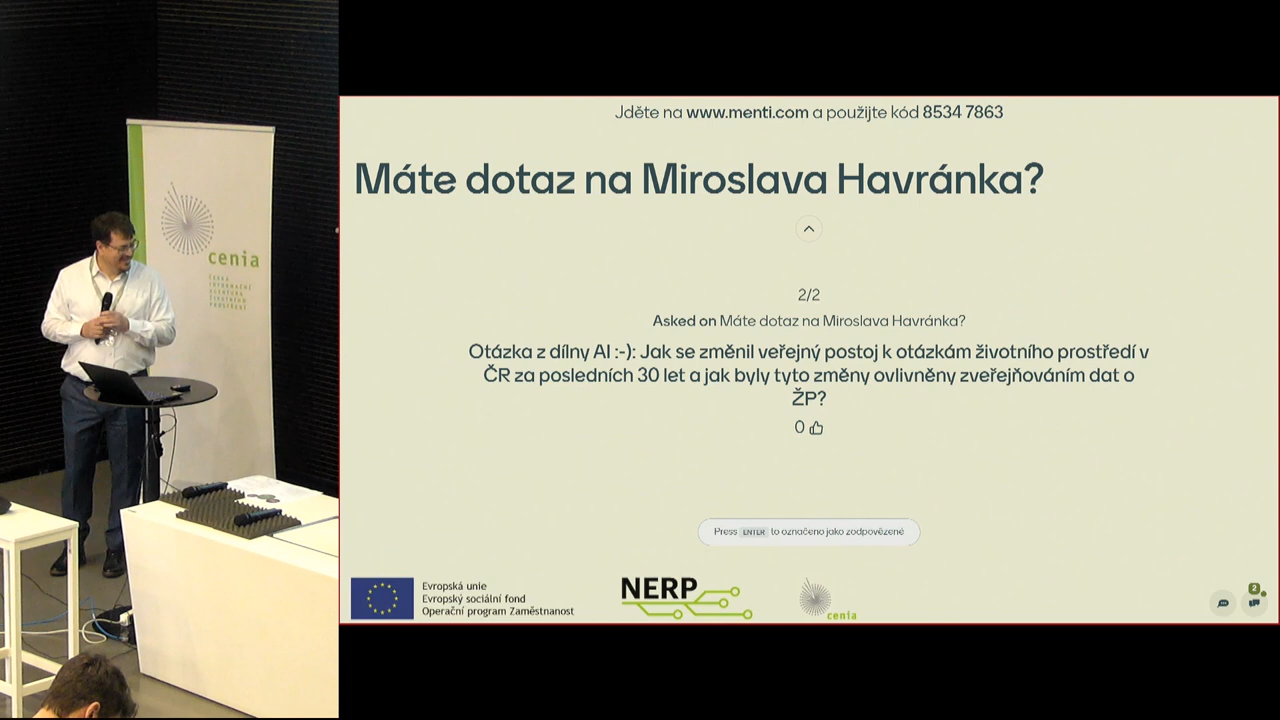 Jděte na www.menti.com a použijte kód 8534 7863
Máte dotaz na Miroslava Havránka?
2/2
Asked on Máte dotaz na Miroslava Havránka?
Otázka z dílny AI :-): Jak se změnil veřejný postoj k otázkám životního prostředí v
ČR za posledních 30 let a jak byly tyto změny ovlivněny zveřejňováním dat o
ŽP?
0
Press ENTER to označeno jako zodpovězené
Evropská unie
Evropský sociální fond
Operační program Zaměstnanost
NERP
cenia
2
cenia